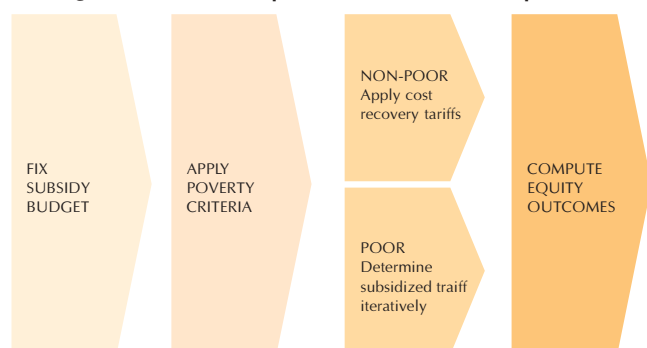 FIX
SUBSIDY
BUDGET
APPLY
POVERTY
CRITERIA
NON-POOR
Apply cost
recovery tariffs
POOR
Determine
subsidized traiff
iteratively
COMPUTE
EQUITY
OUTCOMES